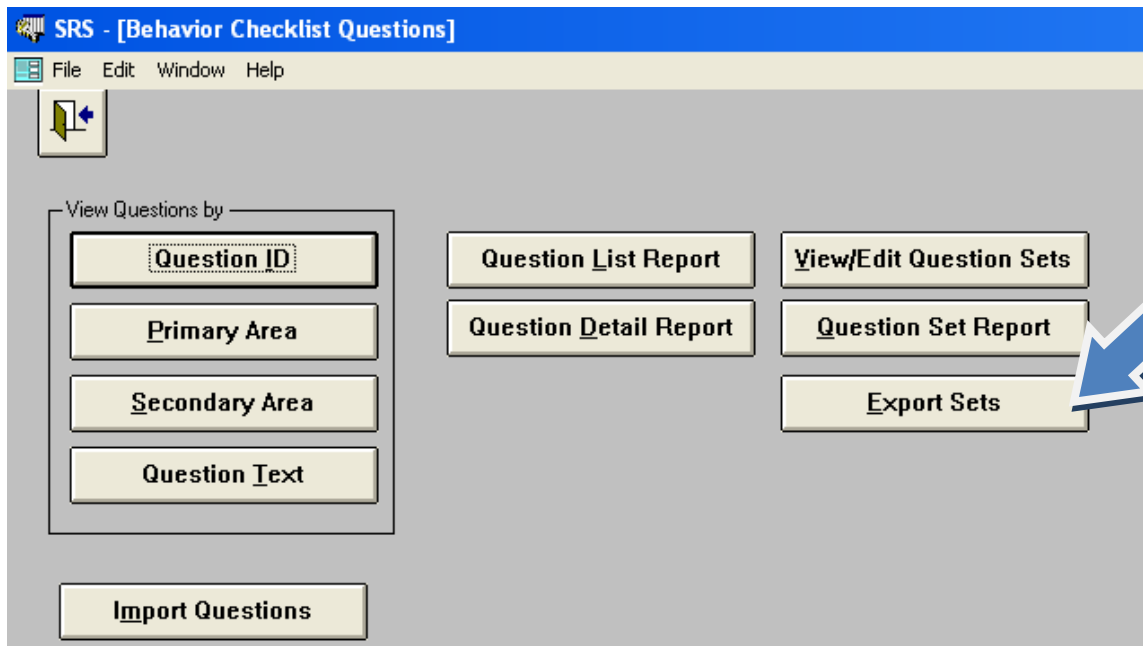 SRS - [Behavior Checklist Questions]
File Edit Window Help
View Questions by
Question ID
Primary Area
Secondary Area
Question Text
Question List Report
Question Detail Report
View/Edit Question Sets
Question Set Report
Export Sets
Import Questions